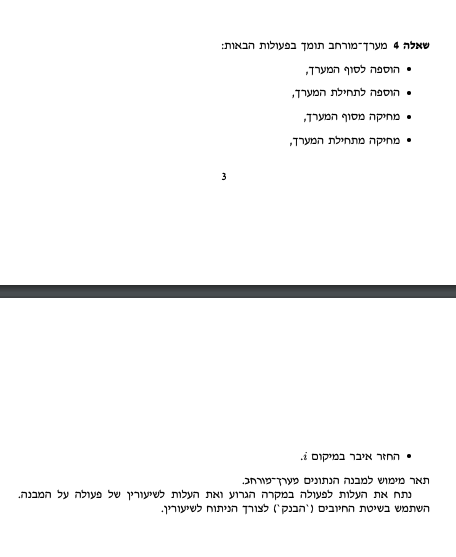 שאלה 4 מערך־מורחב תומך בפעולות הבאות:
• הוספה לסוף המערך,
• הוספה לתחילת המערך,
• מחיקה מסוף המערך,
• מחיקה מתחילת המערך,
3
• החזר איבר במיקום i.
תאר מימוש למבנה הנתונים מערך־מורחב.
נתח את העלות לפעולה במקרה הגרוע ואת העלות לשיעורין של פעולה על המבנה.
השתמש בשיטת החיובים (`הבנק`) לצורך הניתוח לשיעורין.